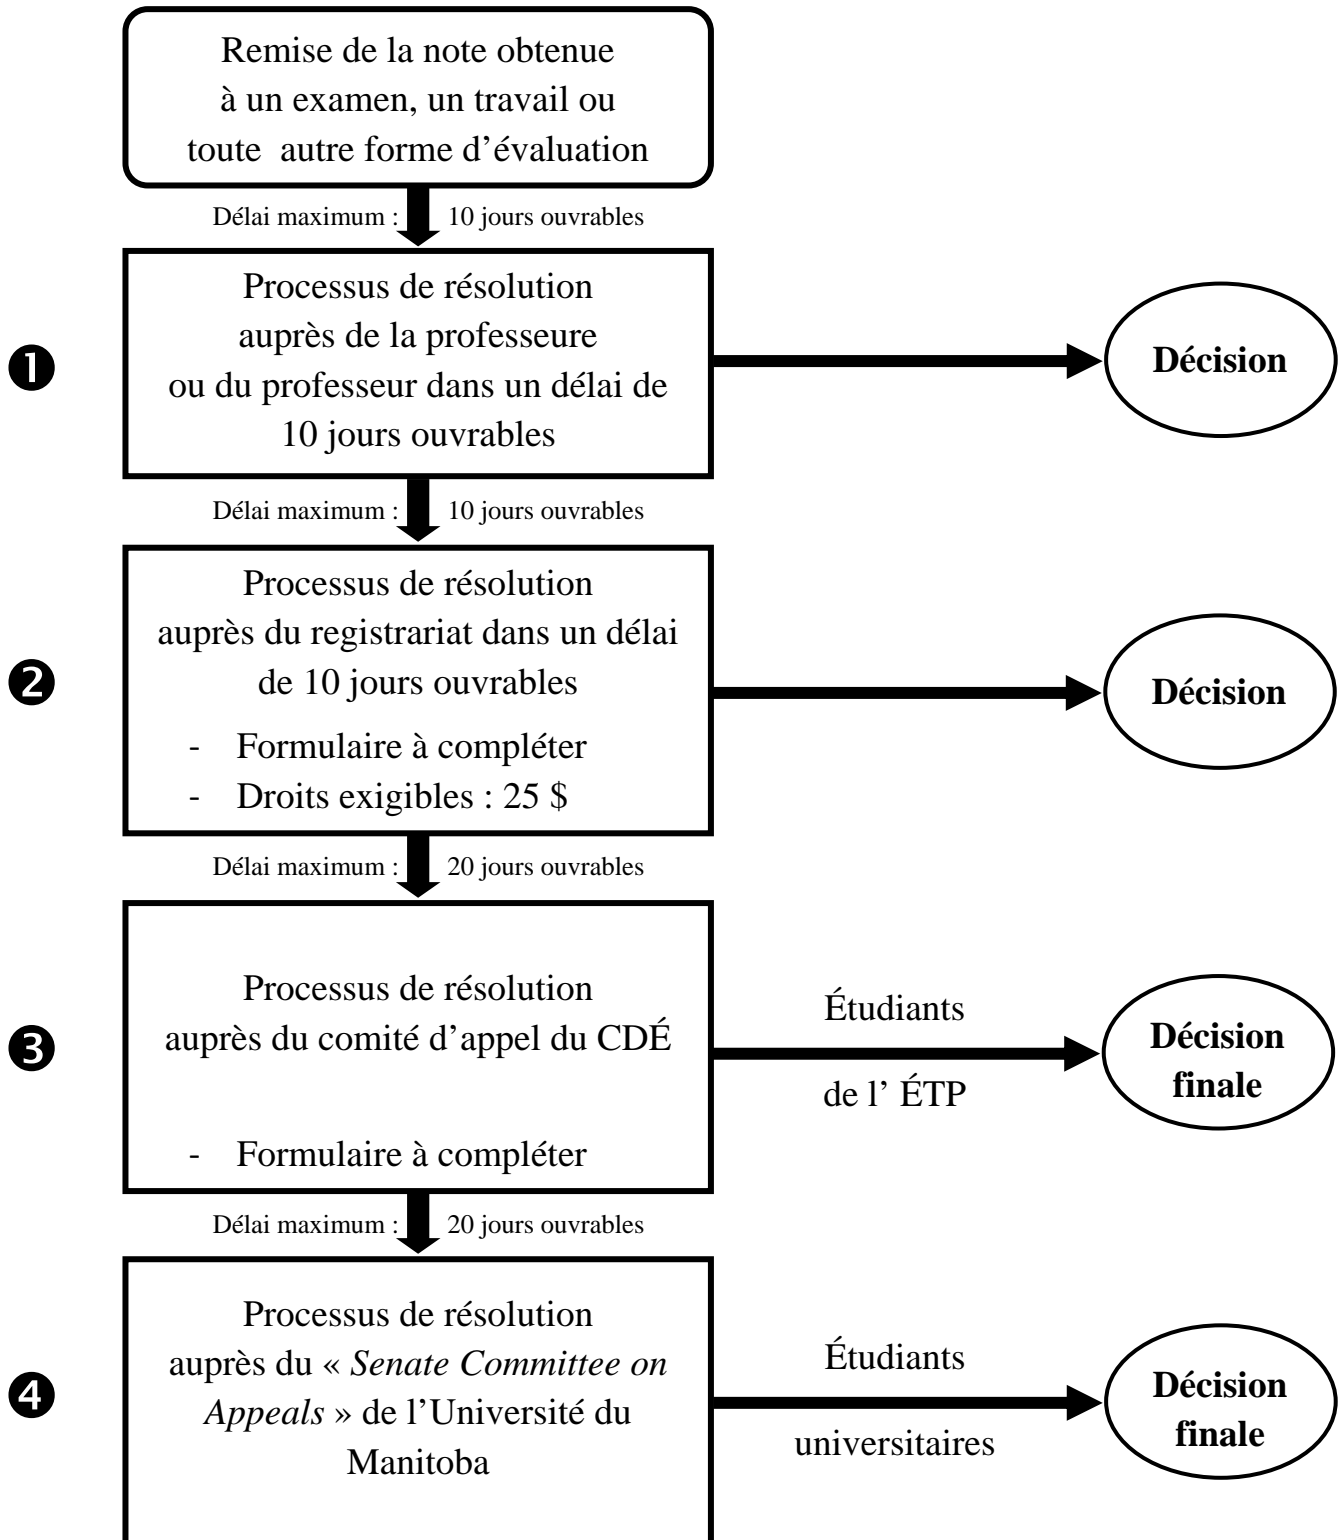 Remise de la note obtenue
à un examen, un travail ou
toute autre forme d’évaluation
Délai maximum : 10 jours ouvrables
❶
Processus de résolution
auprès de la professeure
ou du professeur dans un délai de
10 jours ouvrables
Décision
Délai maximum : 10 jours ouvrables
❷
Processus de résolution
auprès du registrariat dans un délai
de 10 jours ouvrables
- Formulaire à compléter
- Droits exigibles : 25 $
Décision
Délai maximum : 20 jours ouvrables
❸
Processus de résolution
auprès du comité d’appel du CDÉ
- Formulaire à compléter
Étudiants
de l’ ÉTP
Décision
finale
Délai maximum : 20 jours ouvrables
❹
Processus de résolution
auprès du « Senate Committee on
Appeals » de l’Université du
Manitoba
Étudiants
universitaires
Décision
finale